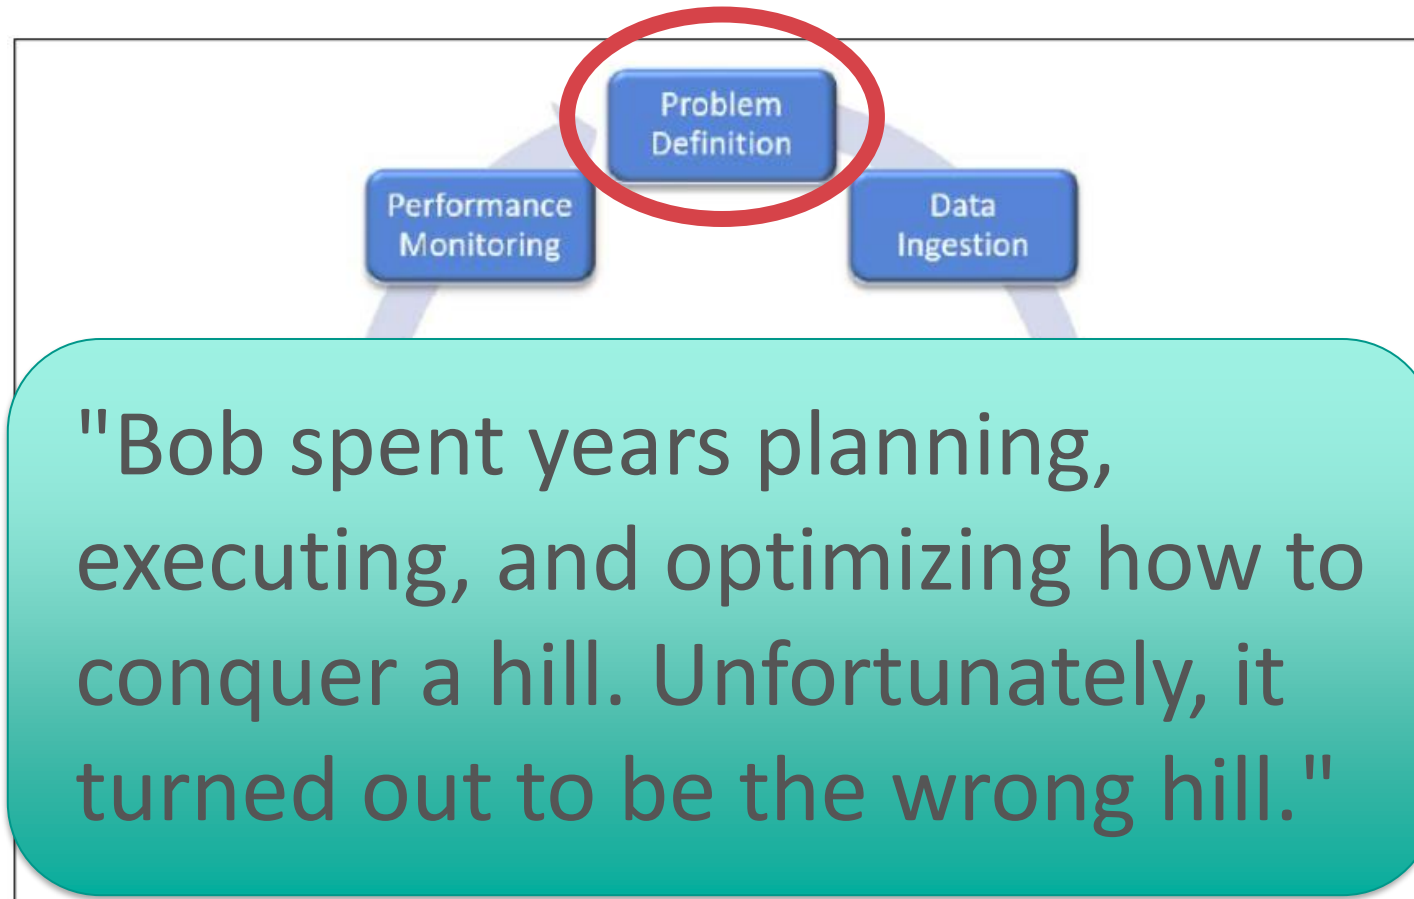 Problem
Definition
Performance
Monitoring
Data
Ingestion
"Bob spent years planning,
executing, and optimizing how to
conquer a hill. Unfortunately, it
turned out to be the wrong hill."